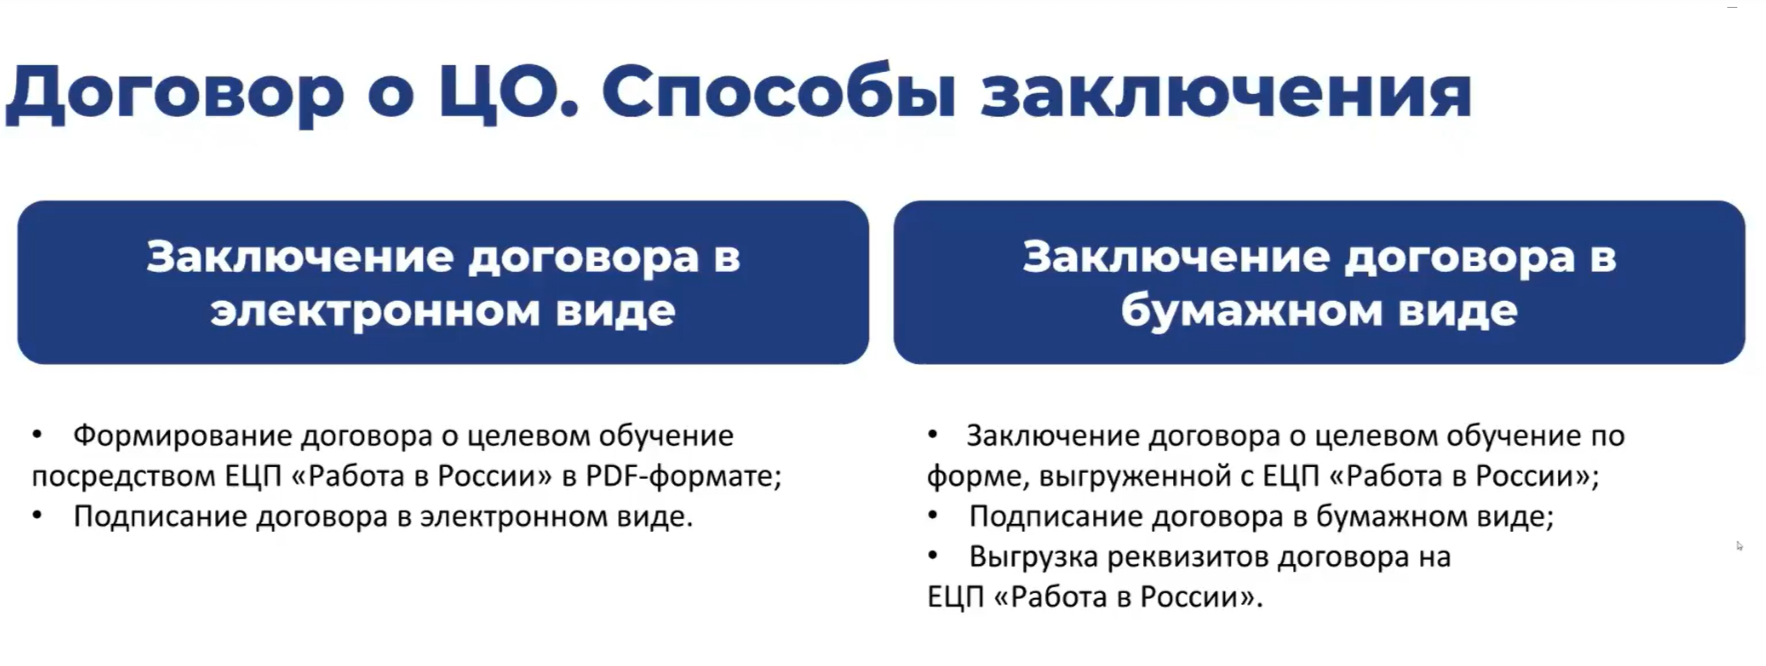 Договор о ЦО. Способы заключения
Заключение договора в
электронном виде
• Формирование договора о целевом обучение
посредством ЕЦП «Работа в России» в PDF-формате;
• Подписание договора в электронном виде.
Заключение договора в
бумажном виде
• Заключение договора о целевом обучение по
форме, выгруженной с ЕЦП «Работа в России»;
• Подписание договора в бумажном виде;
• Выгрузка реквизитов договора на
ЕЦП «Работа в России».